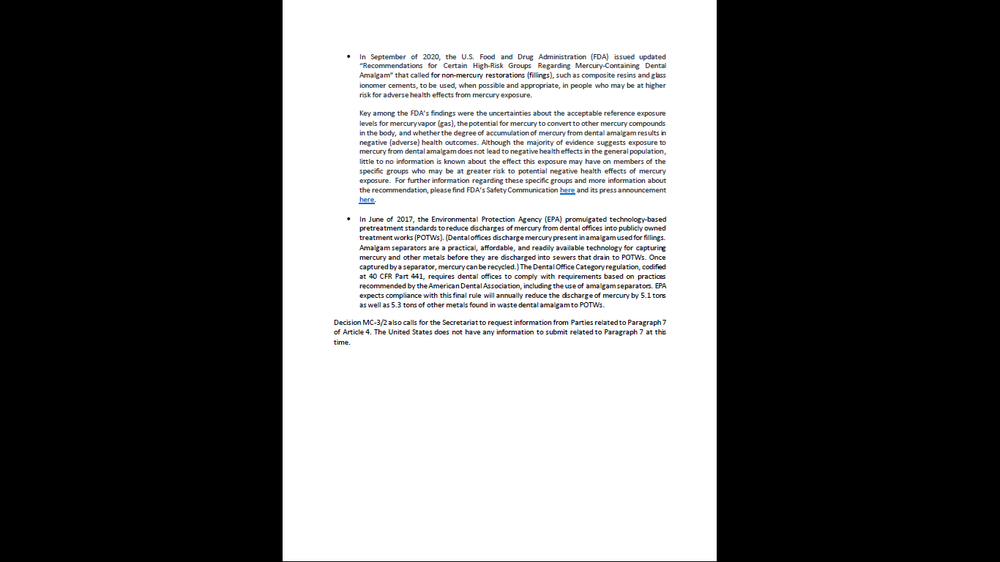 • In September of 2020, the U.S. Food and Drug Administration (FDA) issued updated
“Recommendations for Certain High-Risk Groups Regarding Mercury-Containing Dental
Amalgam” that called for non-mercury restorations (fillings), such as composite resins and glass
ionomer cements, to be used, when possible and appropriate, in people who may be at higher
risk for adverse health effects from mercury exposure.
Key among the FDA’s findings were the uncertainties about the acceptable reference exposure
levels for mercury vapor (gas), the potential for mercury to convert to other mercury compounds
in the body, and whether the degree of accumulation of mercury from dental amalgam results in
negative (adverse) health outcomes. Although the majority of evidence suggests exposure to
mercury from dental amalgam does not lead to negative health effects in the general population,
little to no information is known about the effect this exposure may have on members of the
specific groups who may be at greater risk to potential negative health effects of mercury
exposure. For further information regarding these specific groups and more information about
the recommendation, please find FDA’s Safety Communication here and its press announcement
here.
• In June of 2017, the Environmental Protection Agency (EPA) promulgated technology-based
pretreatment standards to reduce discharges of mercury from dental offices into publicly owned
treatment works (POTWs). (Dental offices discharge mercury present in amalgam used for fillings.
Amalgam separators are a practical, affordable, and readily available technology for capturing
mercury and other metals before they are discharged into sewers that drain to POTWs. Once
captured by a separator, mercury can be recycled.) The Dental Office Category regulation, codified
at 40 CFR Part 441, requires dental offices to comply with requirements based on practices
recommended by the American Dental Association, including the use of amalgam separators. EPA
expects compliance with this final rule will annually reduce the discharge of mercury by 5.1 tons
as well as 5.3 tons of other metals found in waste dental amalgam to POTWs.
Decision MC-3/2 also calls for the Secretariat to request information from Parties related to Paragraph 7
of Article 4. The United States does not have any information to submit related to Paragraph 7 at this
time.